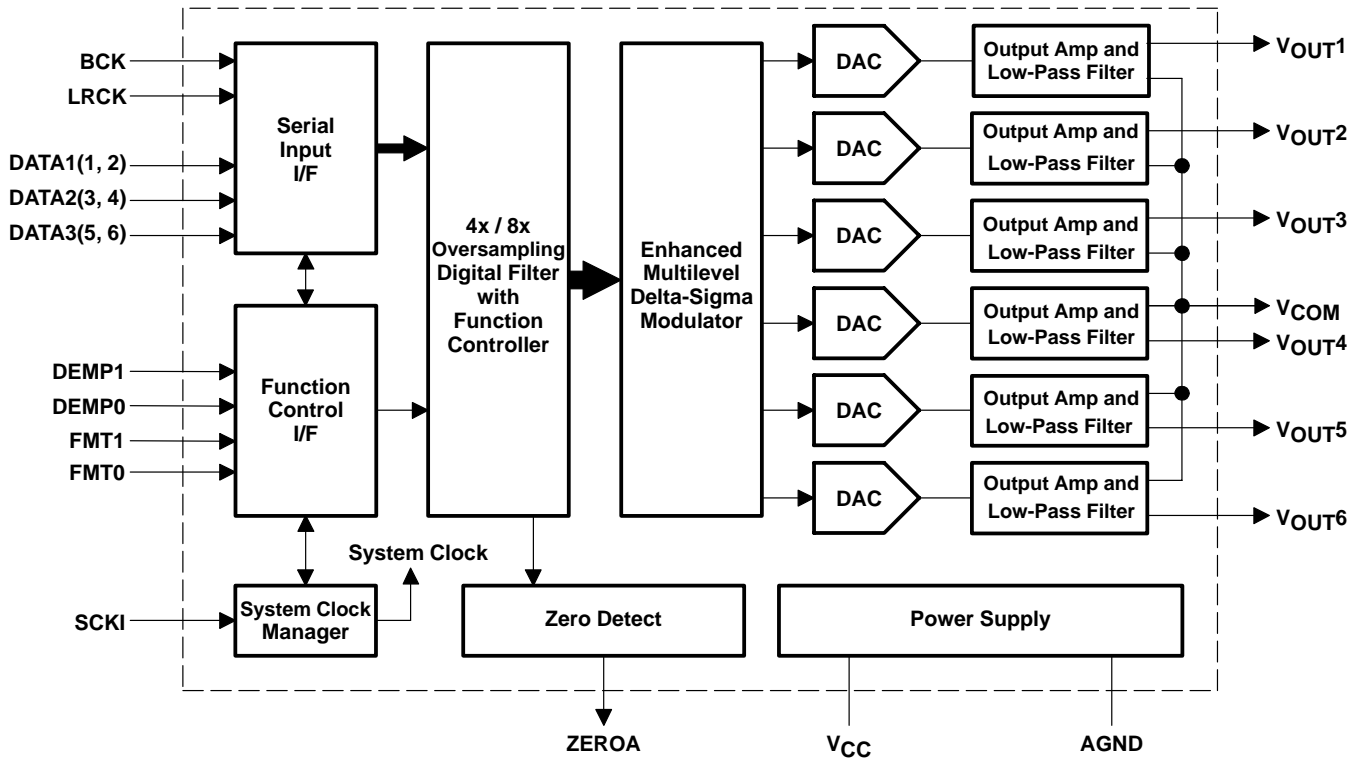 BCK
LRCK
DATA1(1, 2)
DATA2(3, 4)
DATA3(5, 6)
DEMP1
DEMP0
FMT1
FMT0
SCKI
Serial
Input
I/F
Function
Control
I/F
System Clock
Manager
System Clock
4x / 8x
Oversampling
Digital Filter
with
Function
Controller
Zero Detect
ZEROA
Enhanced
Multilevel
Delta-Sigma
Modulator
DAC
DAC
DAC
DAC
DAC
DAC
Output Amp and
Low-Pass Filter
Output Amp and
Low-Pass Filter
Output Amp and
Low-Pass Filter
Output Amp and
Low-Pass Filter
Output Amp and
Low-Pass Filter
Output Amp and
Low-Pass Filter
Power Supply
VCC
AGND
VOUT1
VOUT2
VOUT3
VCOM
VOUT4
VOUT5
VOUT6